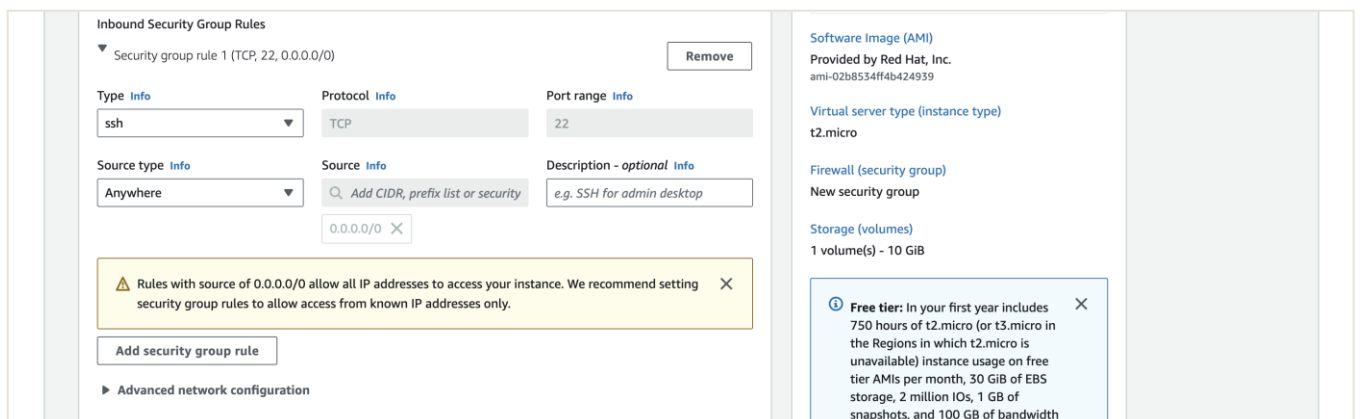 Inbound Security Group Rules
Security group rule 1 (TCP, 22, 0.0.0.0/0)
Remove
Type Info
Protocol Info
Port range Info
ssh
TCP
22
Source type Info
Source Info
Description - optional Info
Anywhere
Add CIDR, prefix list or security
e.g. SSH for admin desktop
0.0.0.0/0
Rules with source of 0.0.0.0/0 allow all IP addresses to access your instance. We recommend setting
security group rules to allow access from known IP addresses only.
Add security group rule
Advanced network configuration
Software Image (AMI)
Provided by Red Hat, Inc.
ami-02b8534ff4b424939
Virtual server type (instance type)
t2.micro
Firewall (security group)
New security group
Storage (volumes)
1 volume(s) - 10 GiB
Free tier: In your first year includes
750 hours of t2.micro (or t3.micro in
the Regions in which t2.micro is
unavailable) instance usage on free
tier AMIs per month, 30 GiB of EBS
storage, 2 million IOs, 1 GB of
snapshots, and 100 GB of bandwidth